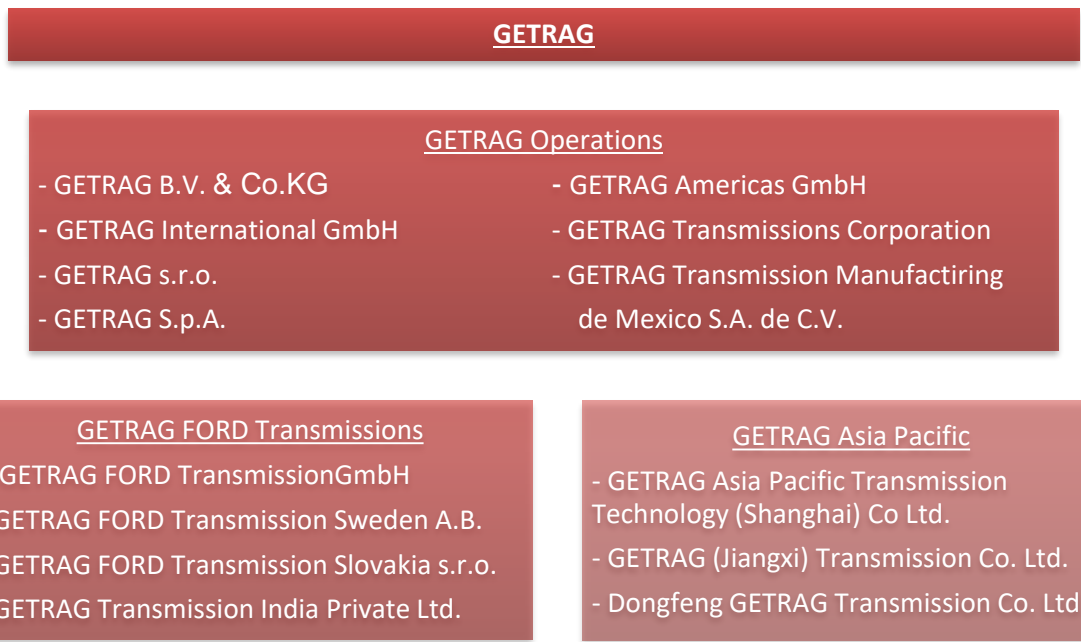 GETRAG
GETRAG Operations
- GETRAG B.V. & Co.KG
- GETRAG International GmbH
- GETRAG s.r.o.
- GETRAG S.p.A.
- GETRAG Americas GmbH
- GETRAG Transmissions Corporation
- GETRAG Transmission Manufactiring
de Mexico S.A. de C.V.
GETRAG FORD Transmissions
GETRAG FORD TransmissionGmbH
GETRAG FORD Transmission Sweden A.B.
GETRAG FORD Transmission Slovakia s.r.o.
GETRAG Transmission India Private Ltd.
GETRAG Asia Pacific
- GETRAG Asia Pacific Transmission
Technology (Shanghai) Co Ltd.
- GETRAG (Jiangxi) Transmission Co. Ltd.
- Dongfeng GETRAG Transmission Co. Ltd